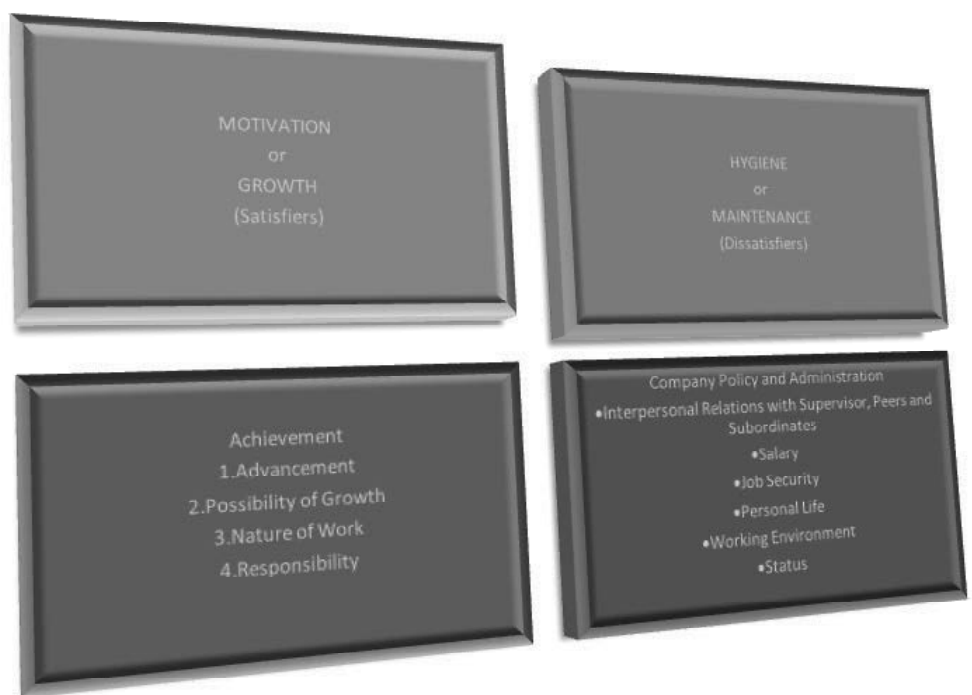 MOTIVATION
or
GROWTH
(Satisfiers)
HYGIENE
or
MAINTENANCE
(Dissatisfiers)
Achievement
1.Advancement
2.Possibility of Growth
3.Nature of Work
4.Responsibility
Company Policy and Administration
•Interpersonal Relations with Supervisor, Peers and
Subordinates
•Salary
•Job Security
•Personal Life
•Working Environment
•Status